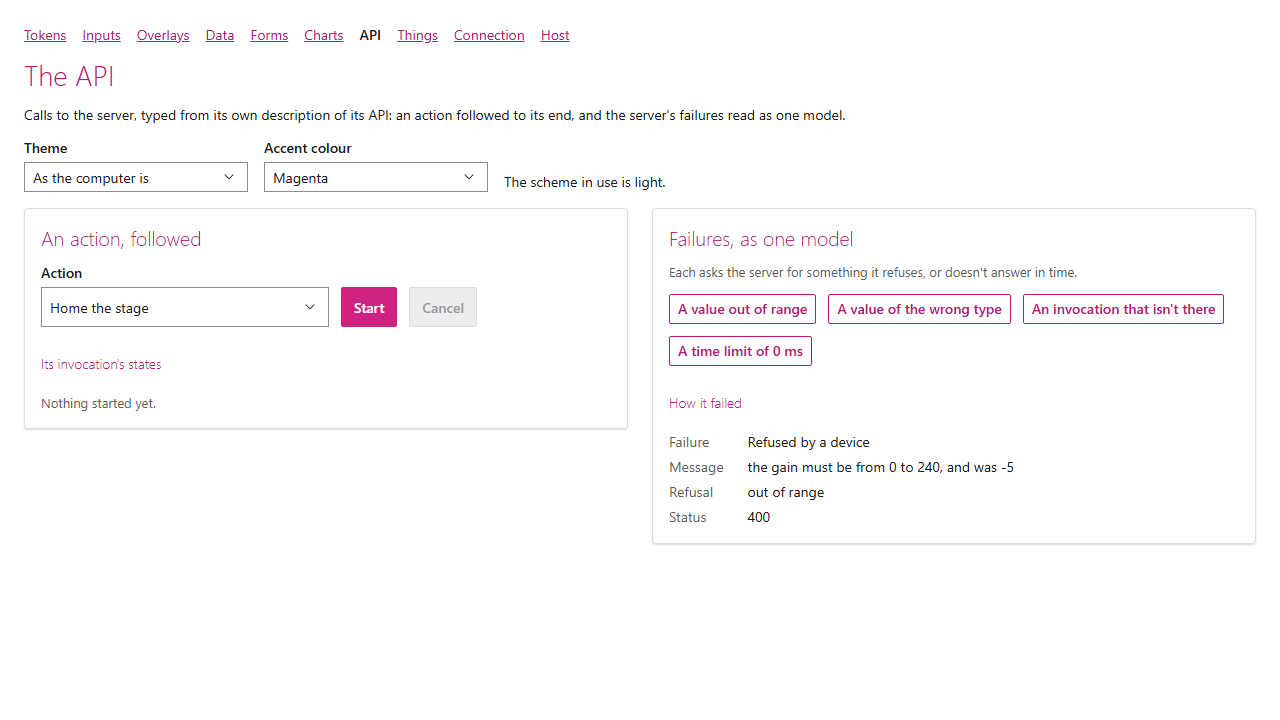 Tokens Inputs Overlays Data Forms Charts API Things Connection Host
The API
Calls to the server, typed from its own description of its API: an action followed to its end, and the server's failures read as one model.
Theme
As the computer is
Accent colour
Magenta
The scheme in use is light.
An action, followed
Action
Home the stage
Start
Cancel
Its invocation's states
Nothing started yet.
Failures, as one model
Each asks the server for something it refuses, or doesn't answer in time.
A value out of range
A value of the wrong type
An invocation that isn't there
A time limit of 0 ms
How it failed
Failure Refused by a device
Message the gain must be from 0 to 240, and was -5
Refusal out of range
Status 400